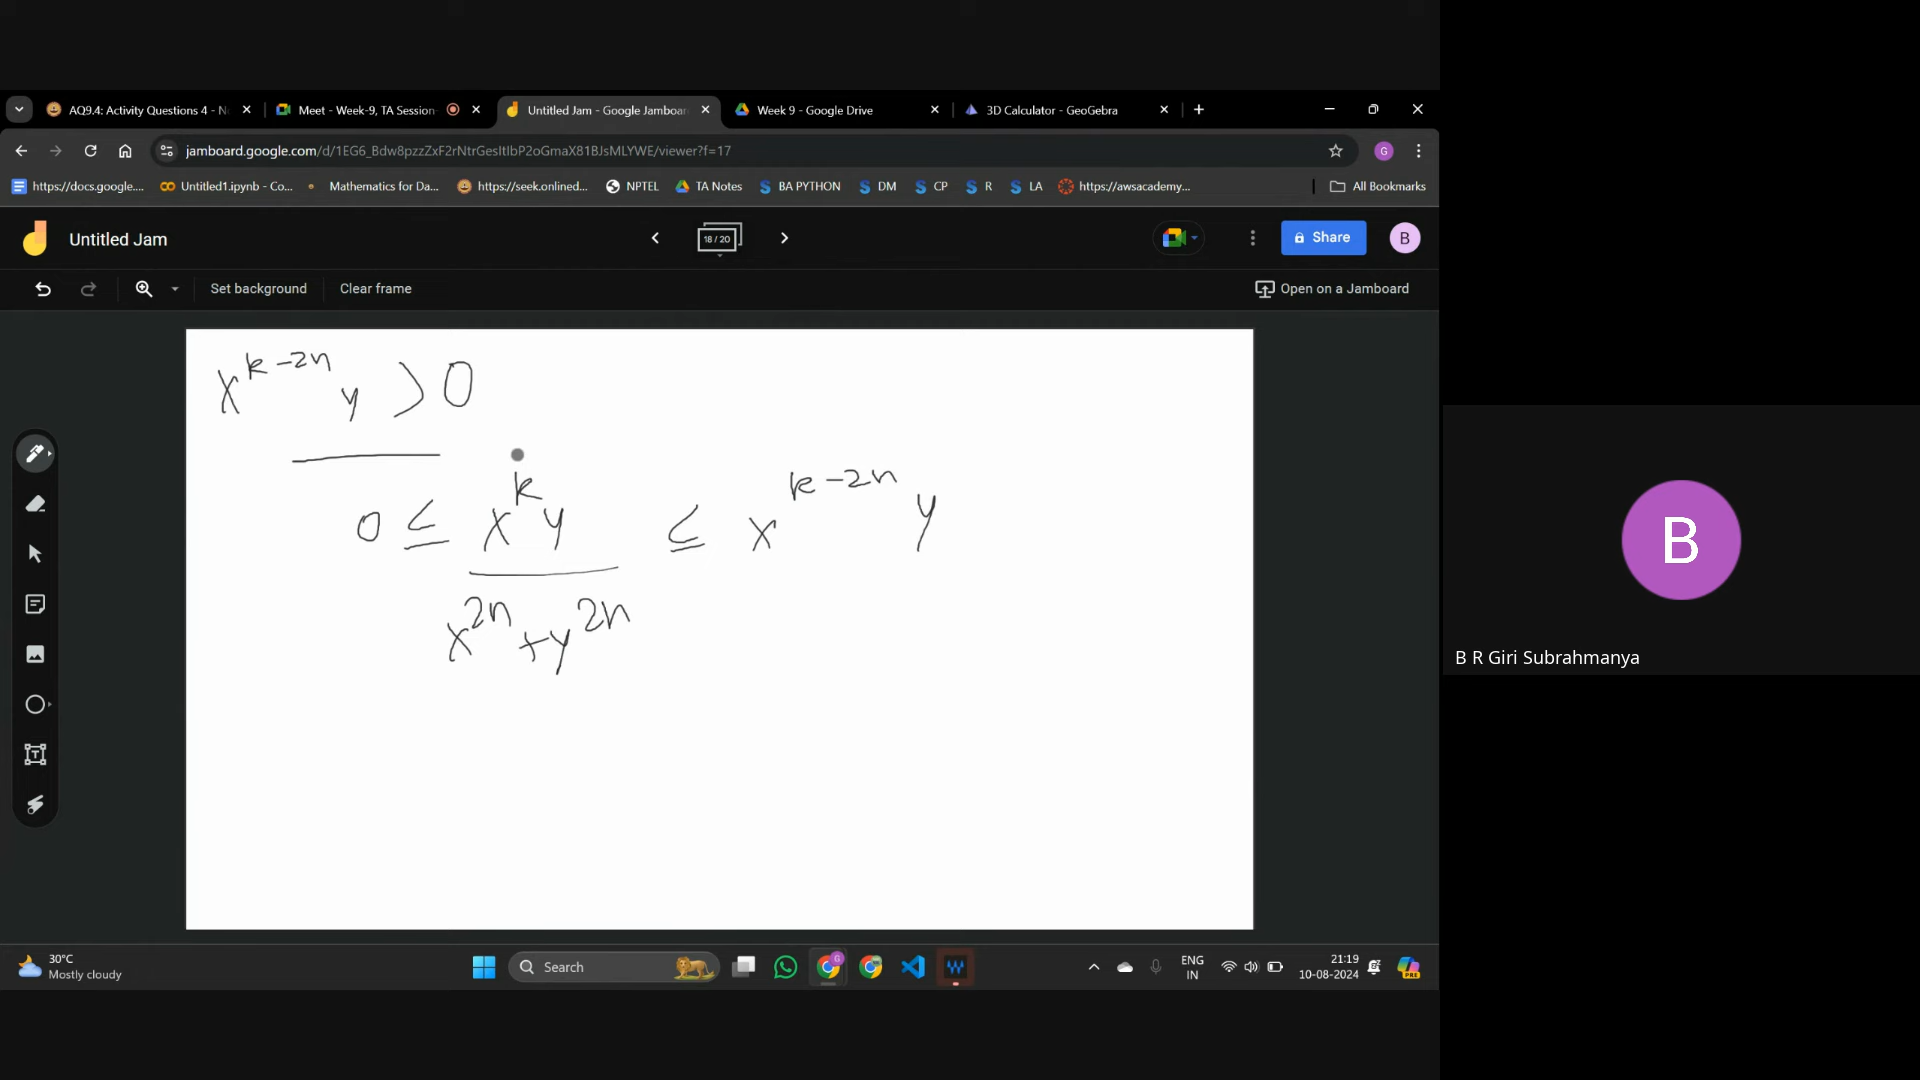 AQ9.4: Activity Questions 4 - N
Meet - Week-9, TA Session
Untitled Jam - Google Jamboar
Week 9 - Google Drive
3D Calculator - GeoGebra
jamboard.google.com/d/1EG6_Bdw8pzzZxF2rNtrGesItIbP2oGmaX81BJsMLYWE/viewer?f=17
G
https://docs.google....
Untitled1.ipynb - Co...
Mathematics for Da...
https://seek.onlined...
NPTEL
TA Notes
BA PYTHON
DM
CP
R
LA
https://awsacademy...
All Bookmarks
Untitled Jam
18 / 20
Share
B
Set background
Clear frame
Open on a Jamboard
x^{k-2n} y > 0
0 ≤ x^k y / x^{2n} + y^{2n} ≤ x^{k-2n} y
B
B R Giri Subrahmanya
30°C
Mostly cloudy
Search
ENG
IN
21:19
10-08-2024
PRE